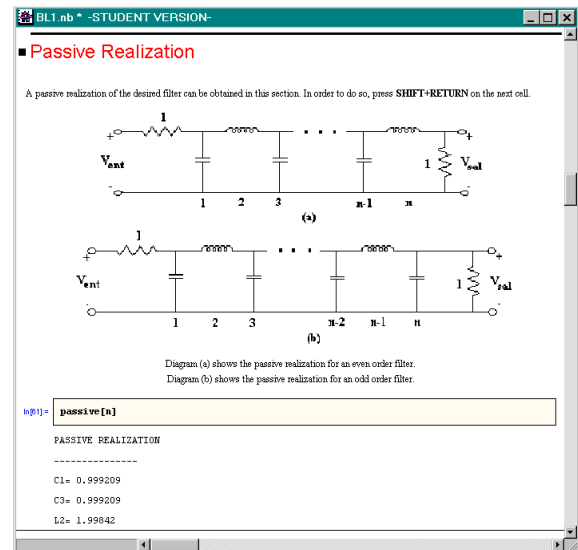 BL1.nb * -STUDENT VERSION-
Passive Realization
A passive realization of the desired filter can be obtained in this section. In order to do so, press SHIFT+RETURN on the next cell.
1
+ +
Vent 1 Vsal
- -
1 2 3 n-1 n
(a)
1
+ +
Vent 1 Vsal
- -
1 2 3 n-2 n-1 n
(b)
Diagram (a) shows the passive realization for an even order filter.
Diagram (b) shows the passive realization for an odd order filter.
In[61]:= passive[n]
PASSIVE REALIZATION
---------------
C1= 0.999209
C3= 0.999209
L2= 1.99842